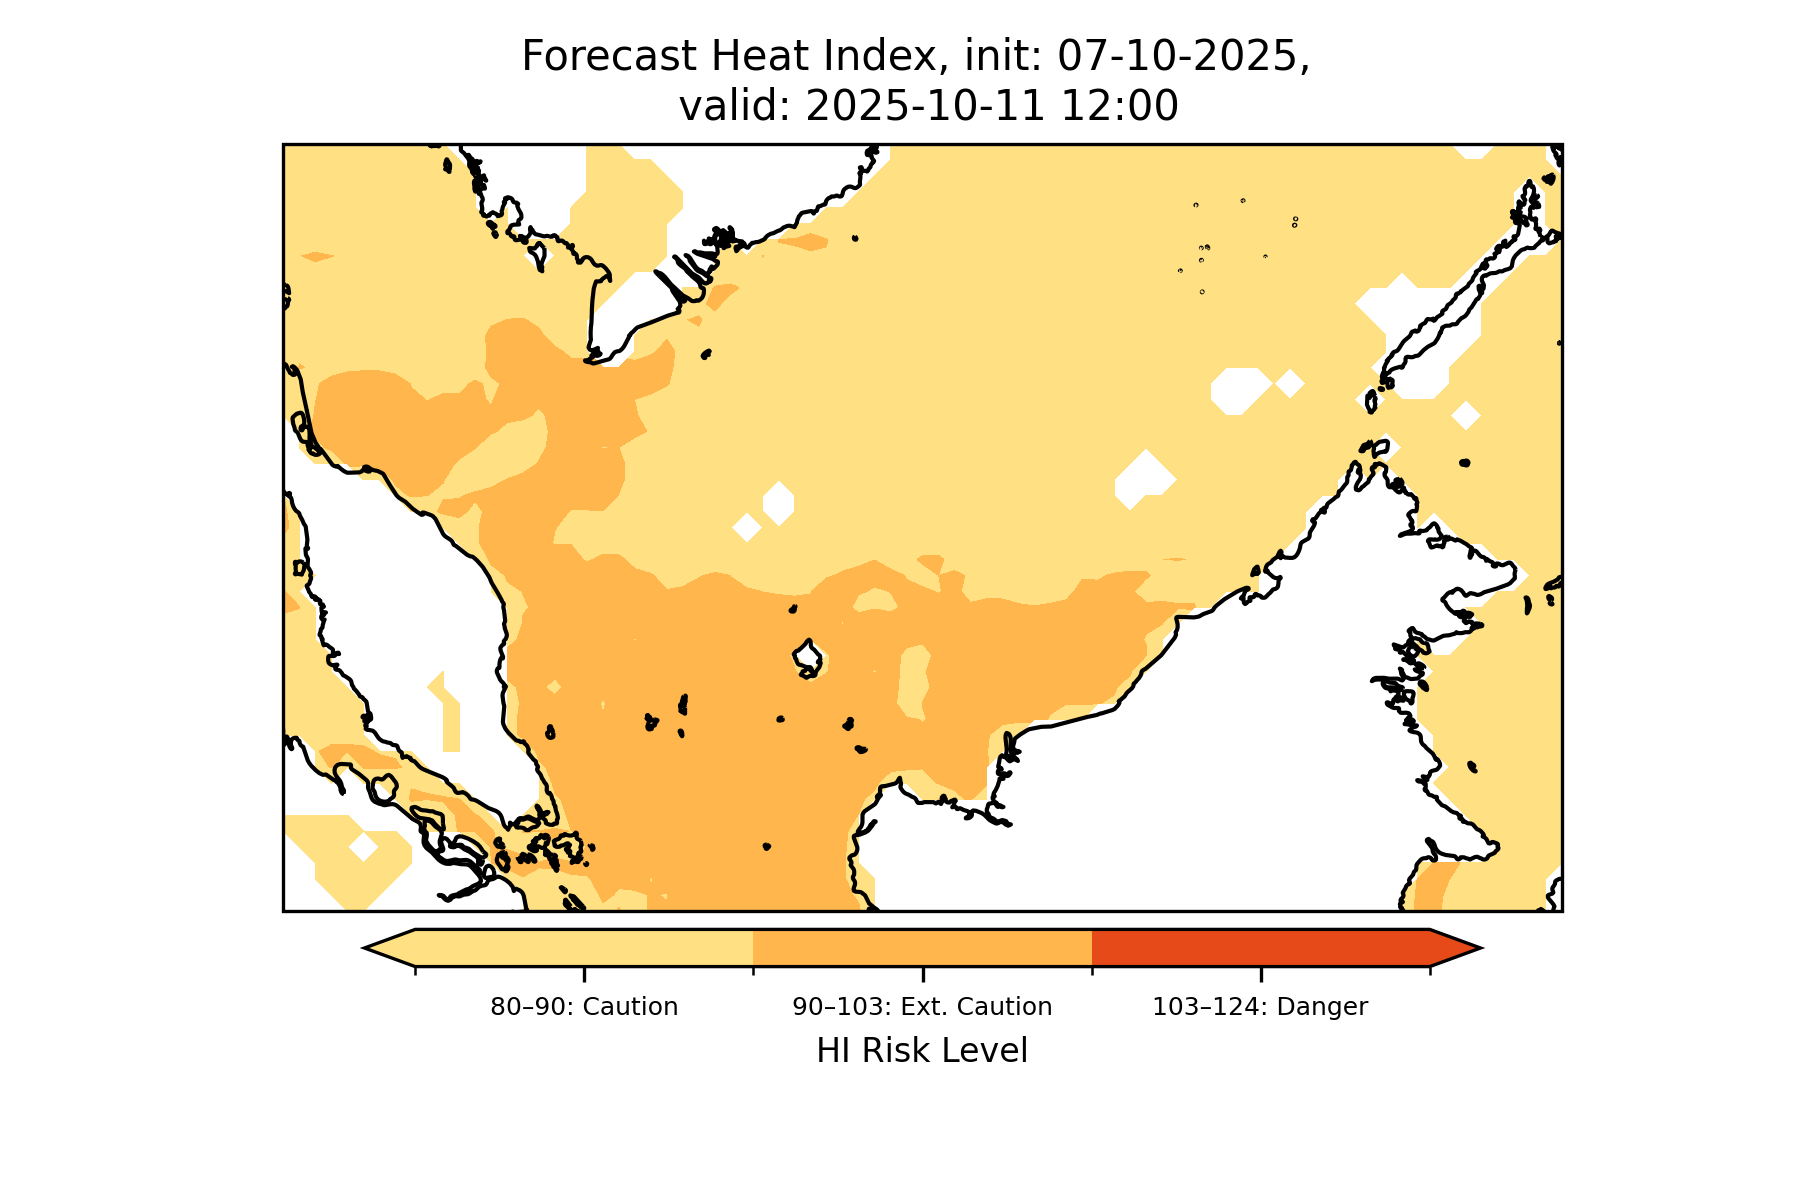 Forecast Heat Index, init: 07-10-2025,
valid: 2025-10-11 12:00
80–90: Caution
90–103: Ext. Caution
103–124: Danger
HI Risk Level